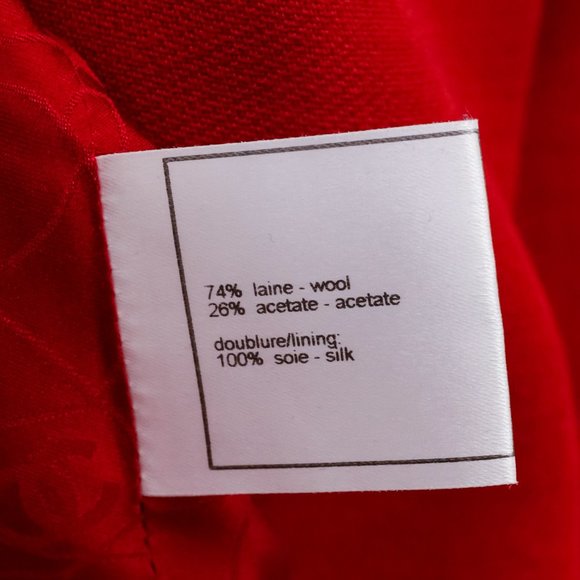 74% laine - wool
26% acetate - acetate
doublure/lining:
100% soie - silk